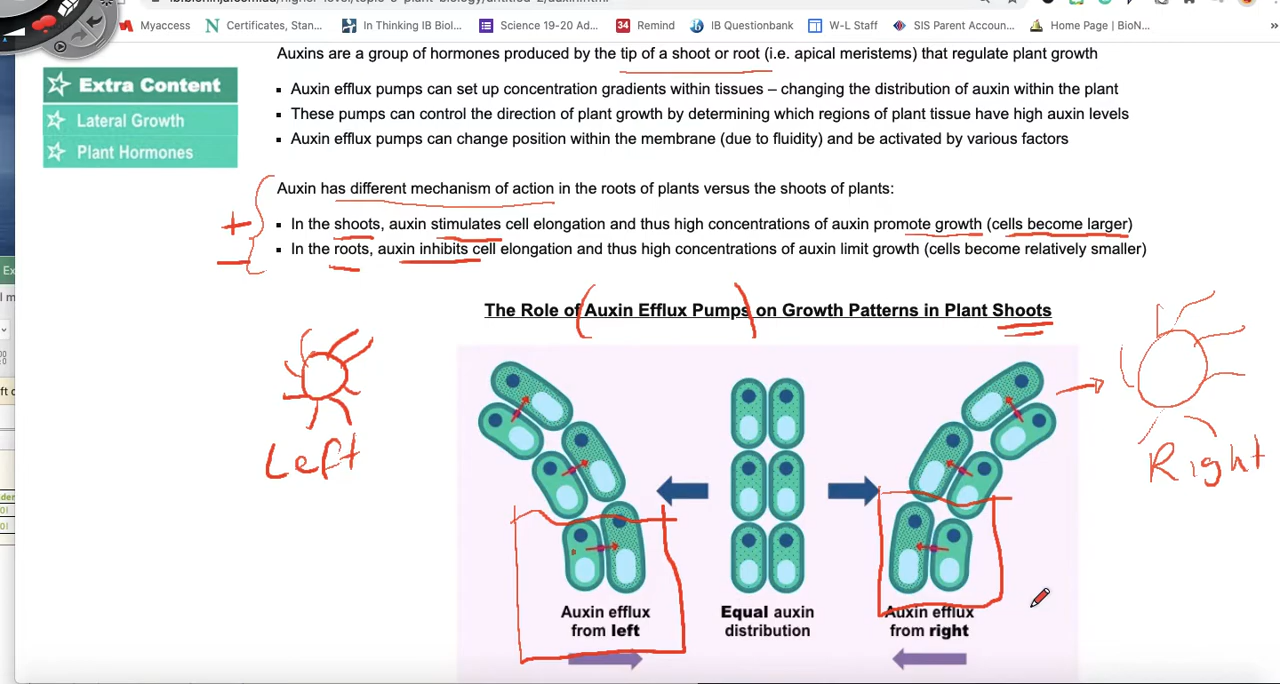 Myaccess
Certificates, Stan...
In Thinking IB Biol...
Science 19-20 Ad...
34 Remind
IB Questionbank
W-L Staff
SIS Parent Accoun...
Home Page | BioN...
Auxins are a group of hormones produced by the tip of a shoot or root (i.e. apical meristems) that regulate plant growth
Extra Content
Lateral Growth
Plant Hormones
▪ Auxin efflux pumps can set up concentration gradients within tissues – changing the distribution of auxin within the plant
▪ These pumps can control the direction of plant growth by determining which regions of plant tissue have high auxin levels
▪ Auxin efflux pumps can change position within the membrane (due to fluidity) and be activated by various factors
Auxin has different mechanism of action in the roots of plants versus the shoots of plants:
▪ In the shoots, auxin stimulates cell elongation and thus high concentrations of auxin promote growth (cells become larger)
▪ In the roots, auxin inhibits cell elongation and thus high concentrations of auxin limit growth (cells become relatively smaller)
+
–
The Role of Auxin Efflux Pumps on Growth Patterns in Plant Shoots
Left
Right
Auxin efflux
from left
Equal auxin
distribution
Auxin efflux
from right